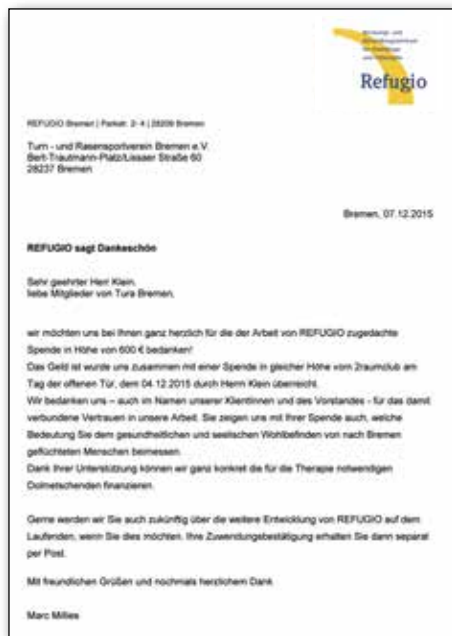 Beratungs- und
Behandlungszentrum
für Flüchtlinge
und Folteropfer
Refugio
REFUGIO Bremen | Parkstr. 2- 4 | 28209 Bremen
Turn - und Rasensportverein Bremen e.V.
Bert-Trautmann-Platz/Lissaer Straße 60
28237 Bremen
Bremen, 07.12.2015
REFUGIO sagt Dankeschön
Sehr geehrter Herr Klein,
liebe Mitglieder von Tura Bremen,
wir möchten uns bei Ihnen ganz herzlich für die der Arbeit von REFUGIO zugedachte
Spende in Höhe von 600 € bedanken!
Das Geld ist wurde uns zusammen mit einer Spende in gleicher Höhe vom 2raumclub am
Tag der offenen Tür, dem 04.12.2015 durch Herrn Klein überreicht.
Wir bedanken uns – auch im Namen unserer KlientInnen und des Vorstandes - für das damit
verbundene Vertrauen in unsere Arbeit. Sie zeigen uns mit Ihrer Spende auch, welche
Bedeutung Sie dem gesundheitlichen und seelischen Wohlbefinden von nach Bremen
geflüchteten Menschen beimessen.
Dank Ihrer Unterstützung können wir ganz konkret die für die Therapie notwendigen
Dolmetschenden finanzieren.
Gerne werden wir Sie auch zukünftig über die weitere Entwicklung von REFUGIO auf dem
Laufenden, wenn Sie dies möchten. Ihre Zuwendungsbestätigung erhalten Sie dann separat
per Post.
Mit freundlichen Grüßen und nochmals herzlichem Dank
Marc Millies